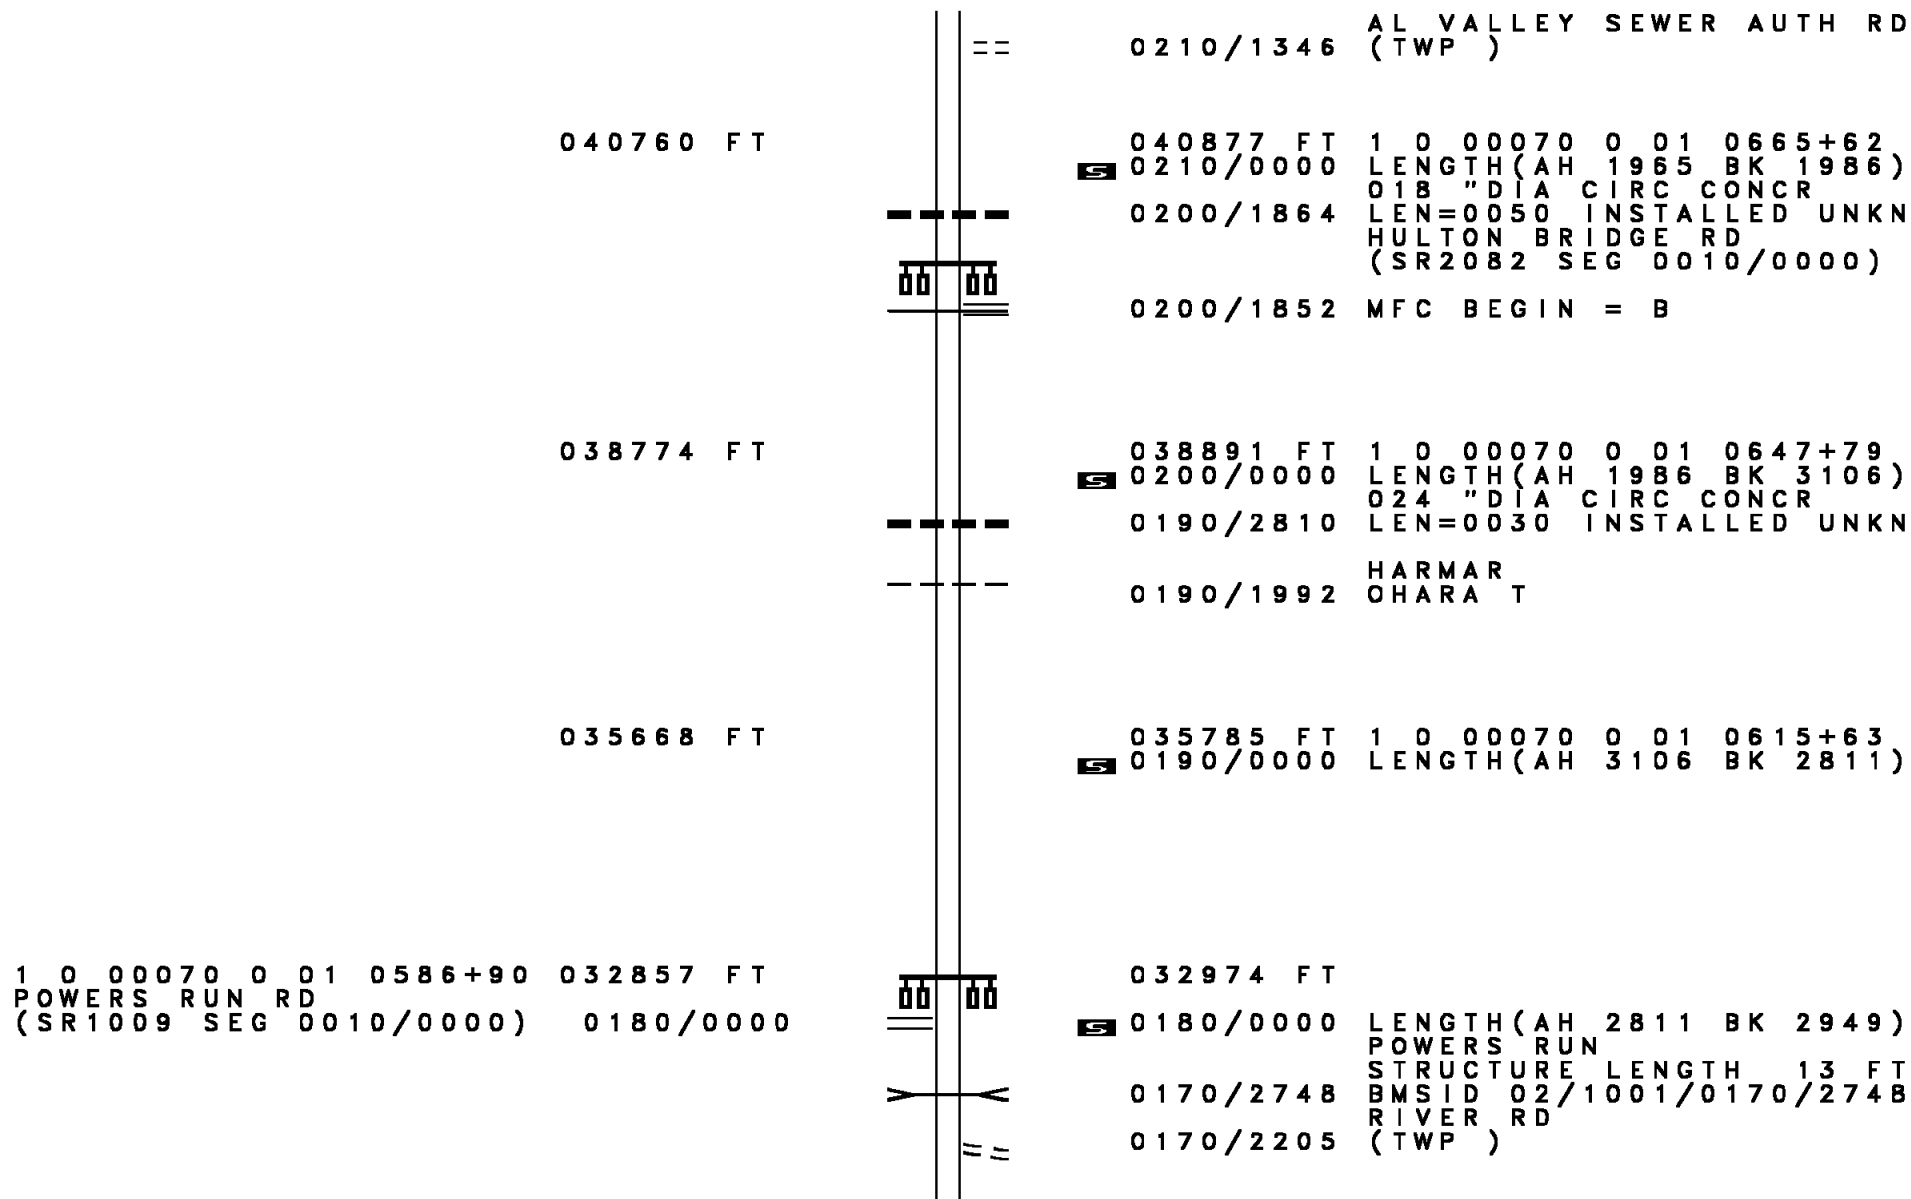 AL VALLEY SEWER AUTH RD
0210/1346 (TWP )
040760 FT 040877 FT 1 0 00070 0 01 0665+62
S 0210/0000 LENGTH(AH 1965 BK 1986)
018 "DIA CIRC CONCR
0200/1864 LEN=0050 INSTALLED UNKN
HULTON BRIDGE RD
(SR2082 SEG 0010/0000)
0200/1852 MFC BEGIN = B
038774 FT 038891 FT 1 0 00070 0 01 0647+79
S 0200/0000 LENGTH(AH 1986 BK 3106)
024 "DIA CIRC CONCR
0190/2810 LEN=0030 INSTALLED UNKN
HARMAR
0190/1992 OHARA T
035668 FT 035785 FT 1 0 00070 0 01 0615+63
S 0190/0000 LENGTH(AH 3106 BK 2811)
1 0 00070 0 01 0586+90 032857 FT 032974 FT
POWERS RUN RD
(SR1009 SEG 0010/0000) 0180/0000 S 0180/0000 LENGTH(AH 2811 BK 2949)
POWERS RUN
STRUCTURE LENGTH 13 FT
0170/2748 BMSID 02/1001/0170/2748
RIVER RD
0170/2205 (TWP )